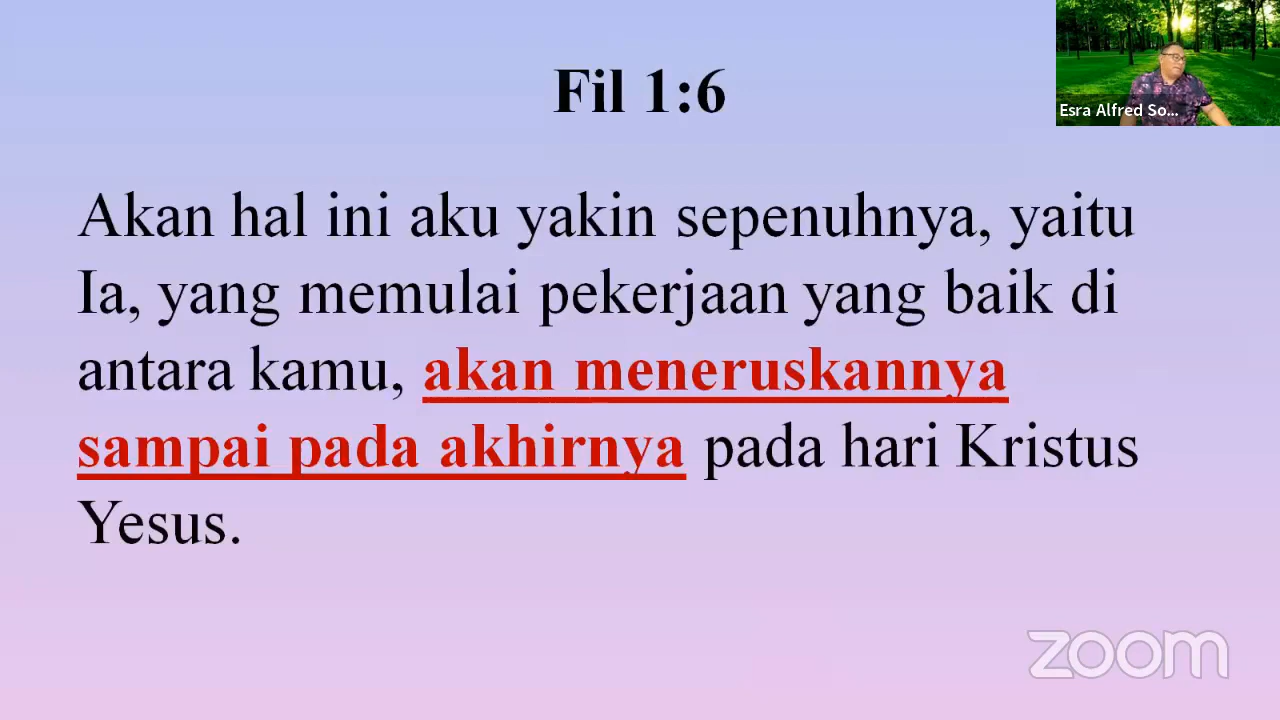 Fil 1:6
Esra Alfred So...
Akan hal ini aku yakin sepenuhnya, yaitu
Ia, yang memulai pekerjaan yang baik di
antara kamu, akan meneruskannya
sampai pada akhirnya pada hari Kristus
Yesus.
zoom